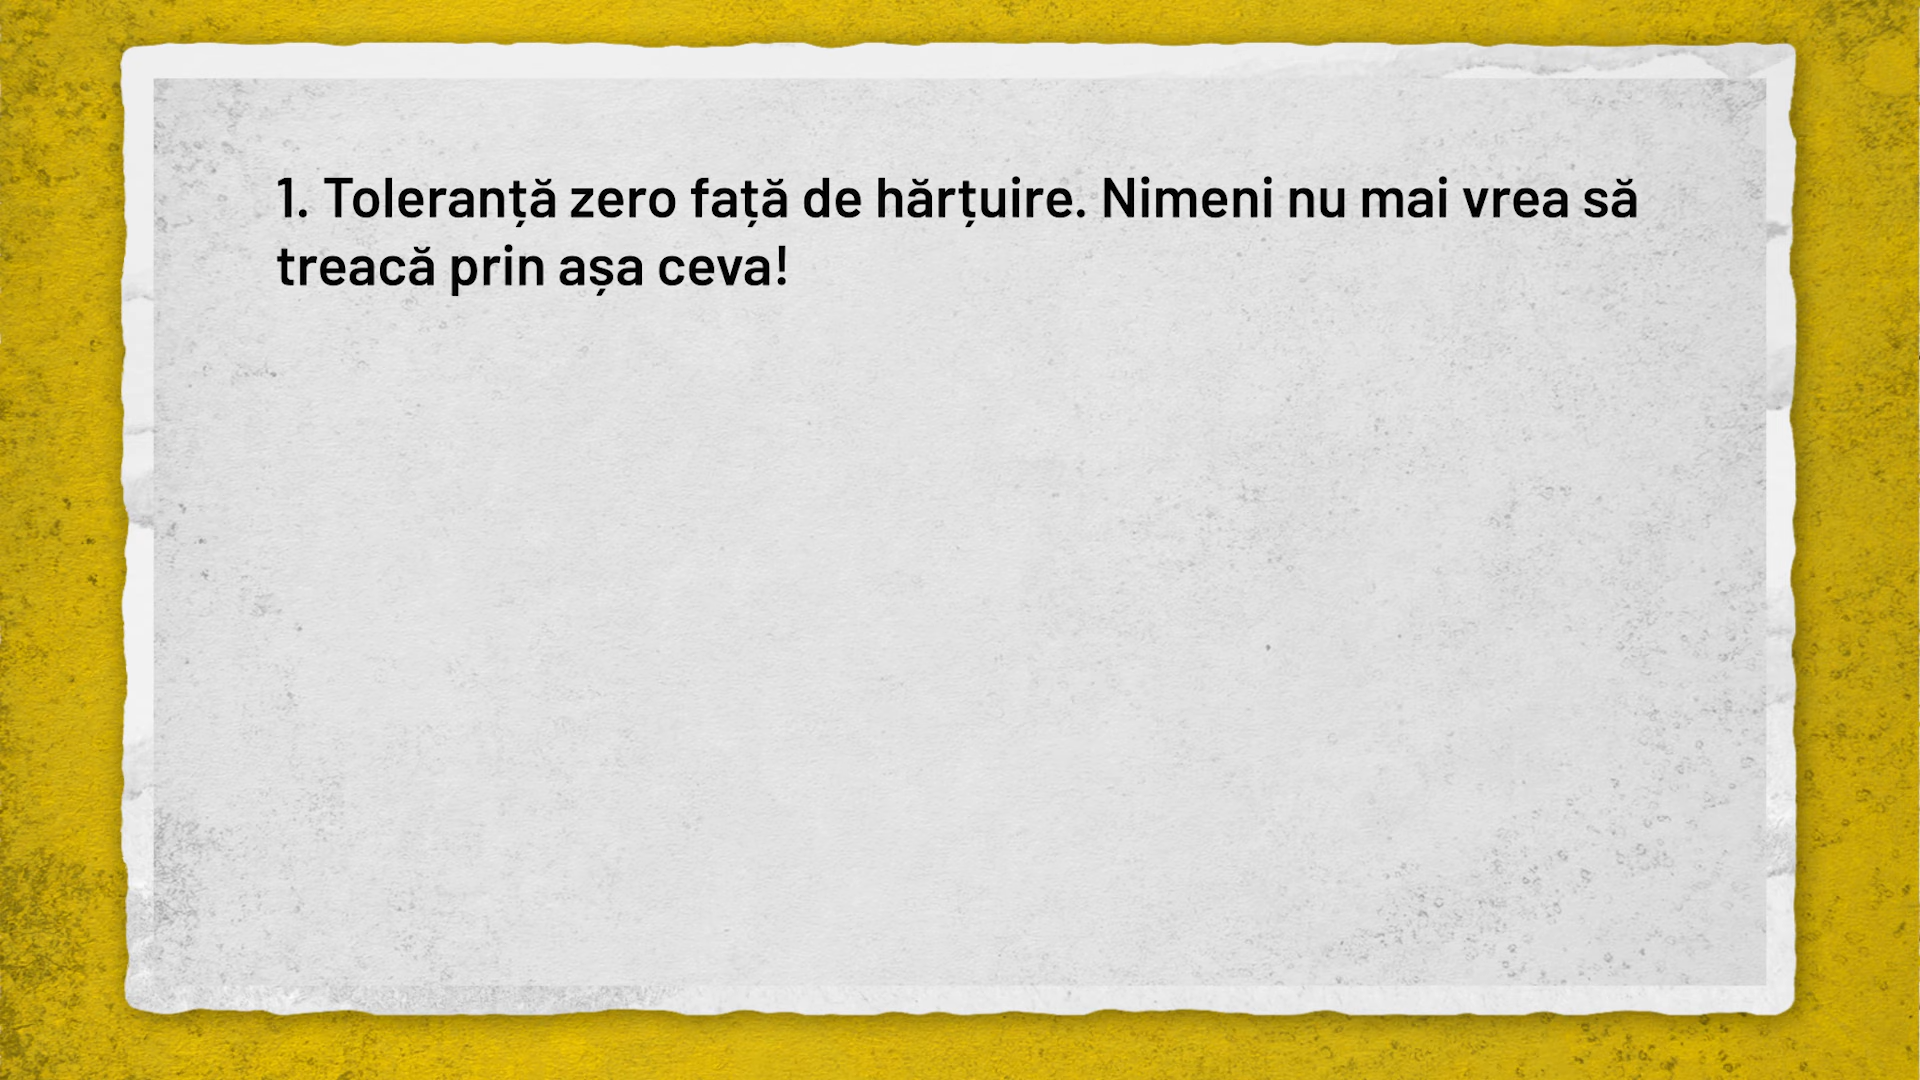 1. Toleranță zero față de hărțuire. Nimeni nu mai vrea să
treacă prin așa ceva!